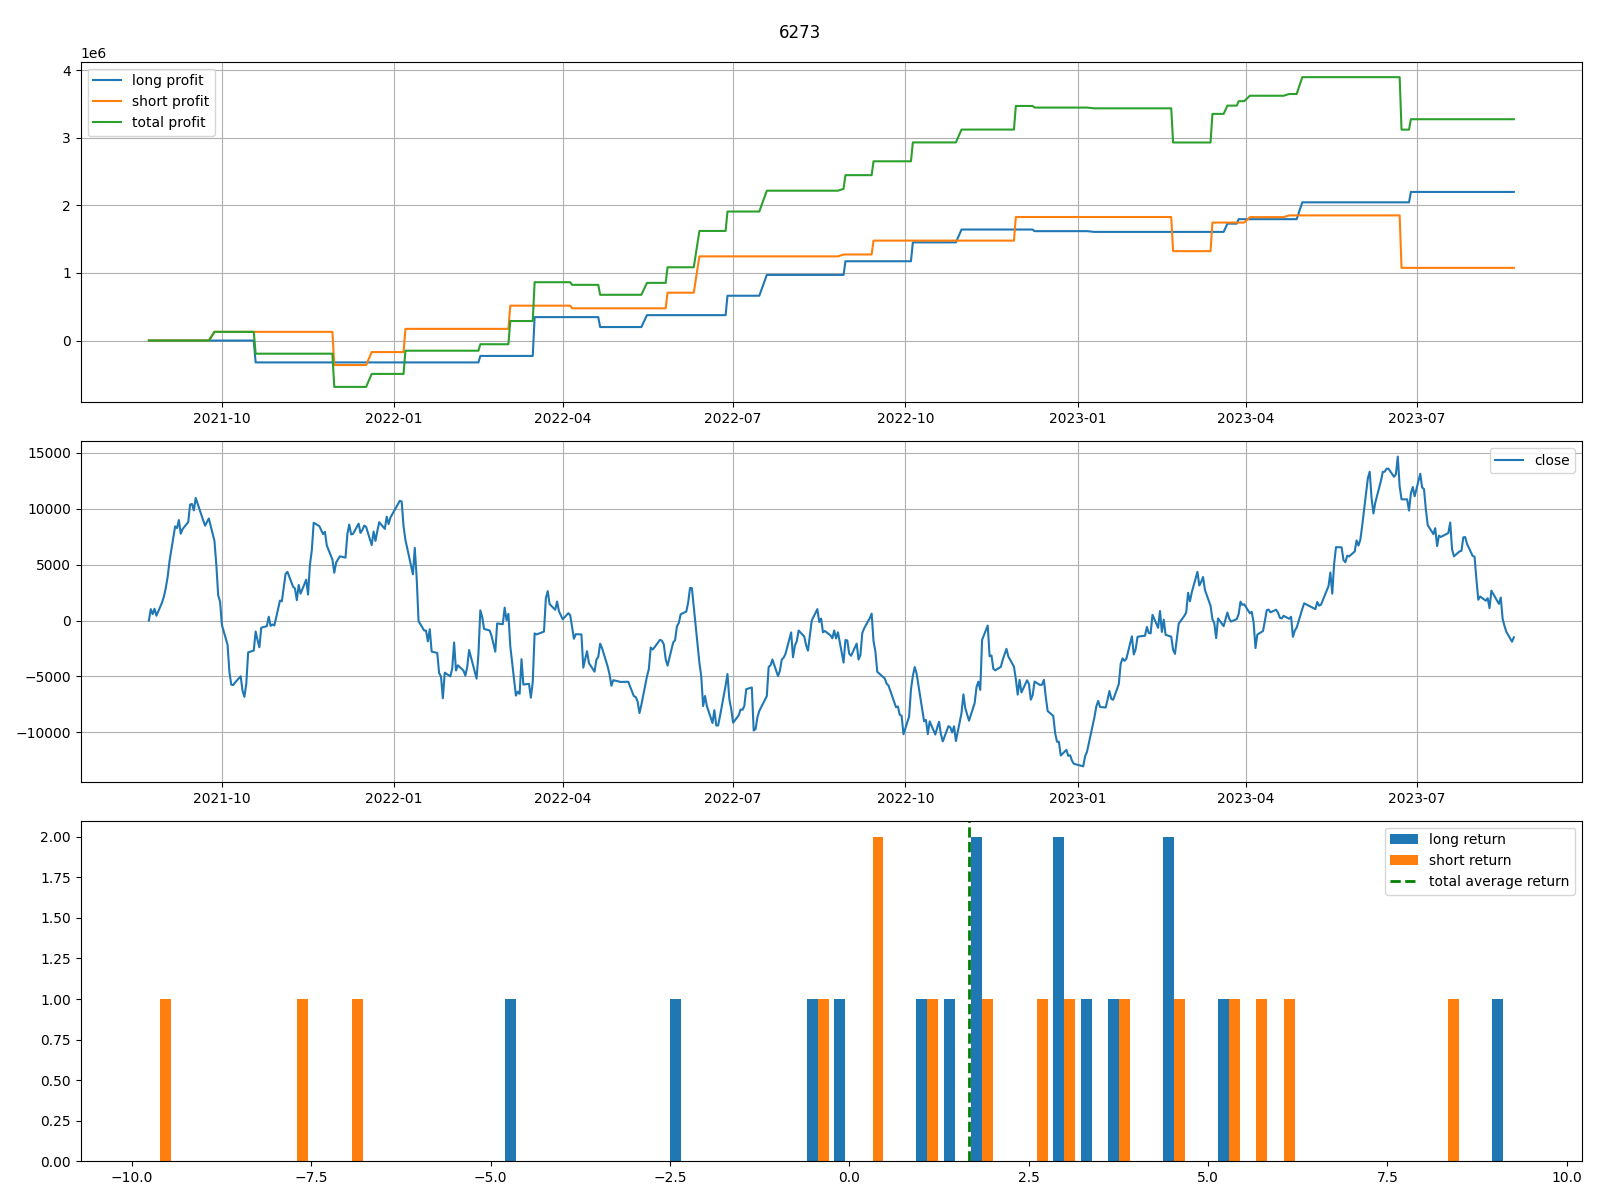 6273
1e6
long profit
short profit
total profit
4
3
2
1
0
2021-10 2022-01 2022-04 2022-07 2022-10 2023-01 2023-04 2023-07
close
15000
10000
5000
0
−5000
−10000
2021-10 2022-01 2022-04 2022-07 2022-10 2023-01 2023-04 2023-07
long return
short return
total average return
2.00
1.75
1.50
1.25
1.00
0.75
0.50
0.25
0.00
−10.0 −7.5 −5.0 −2.5 0.0 2.5 5.0 7.5 10.0